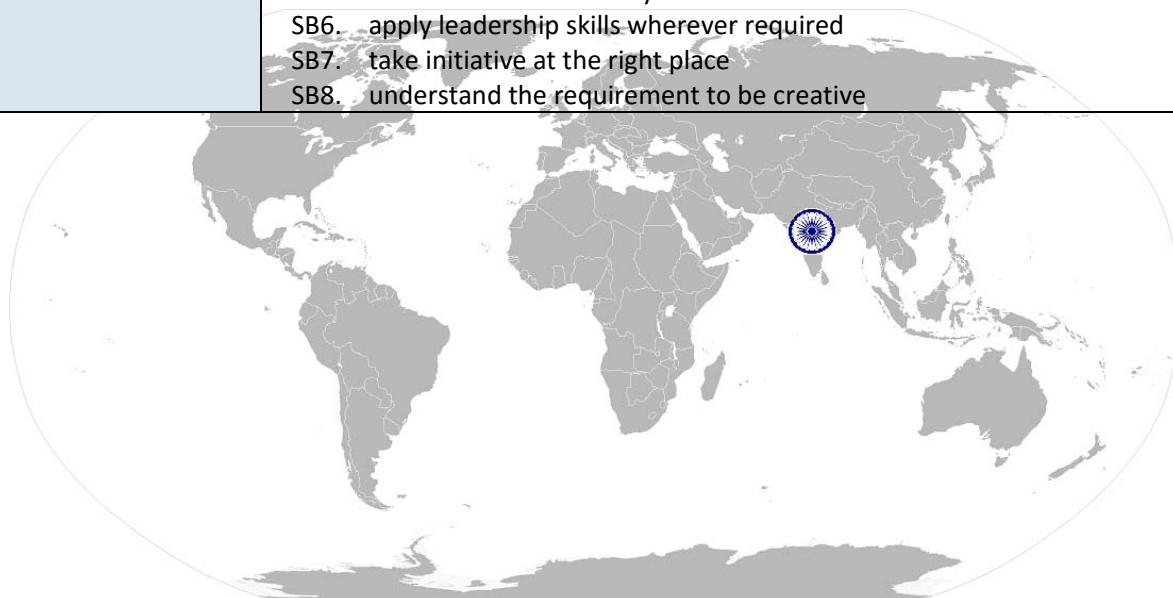 SB6. apply leadership skills wherever required
SB7. take initiative at the right place
SB8. understand the requirement to be creative